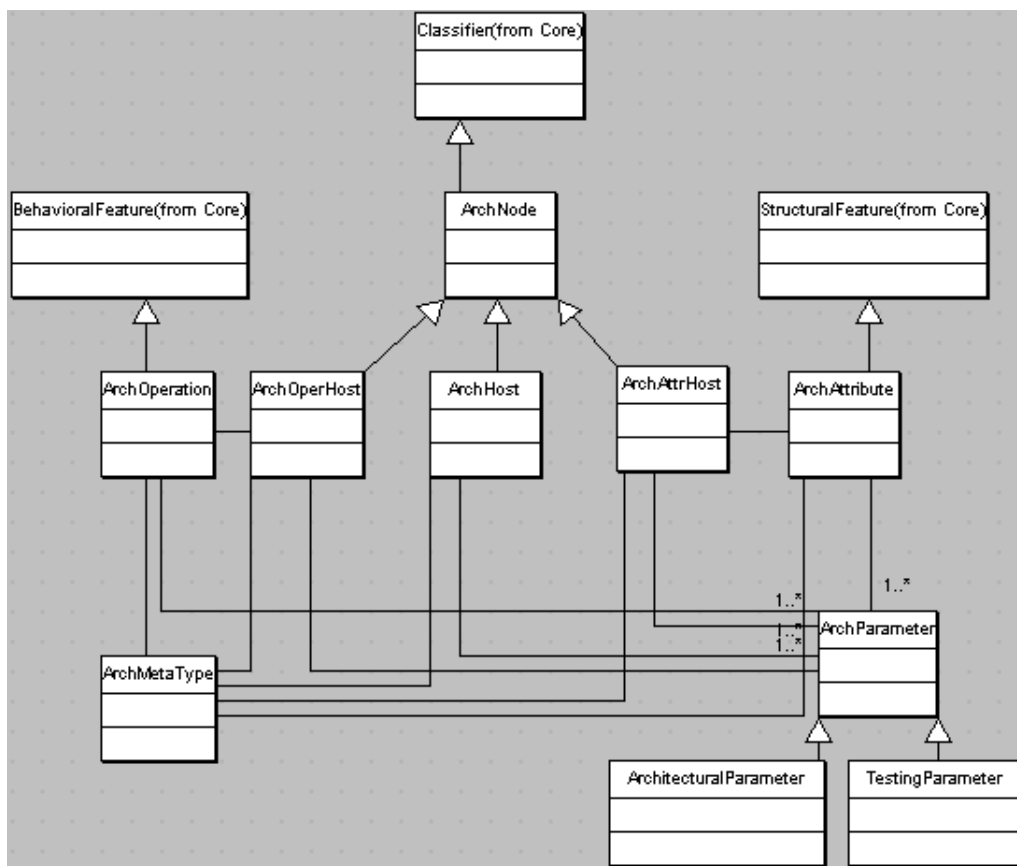 Classifier(from Core)
BehavioralFeature(from Core)
ArchNode
StructuralFeature(from Core)
ArchOperation
ArchOperHost
ArchHost
ArchAttrHost
ArchAttribute
1..*
1..*
1..*
1..*
ArchParameter
ArchMetaType
ArchitecturalParameter
TestingParameter